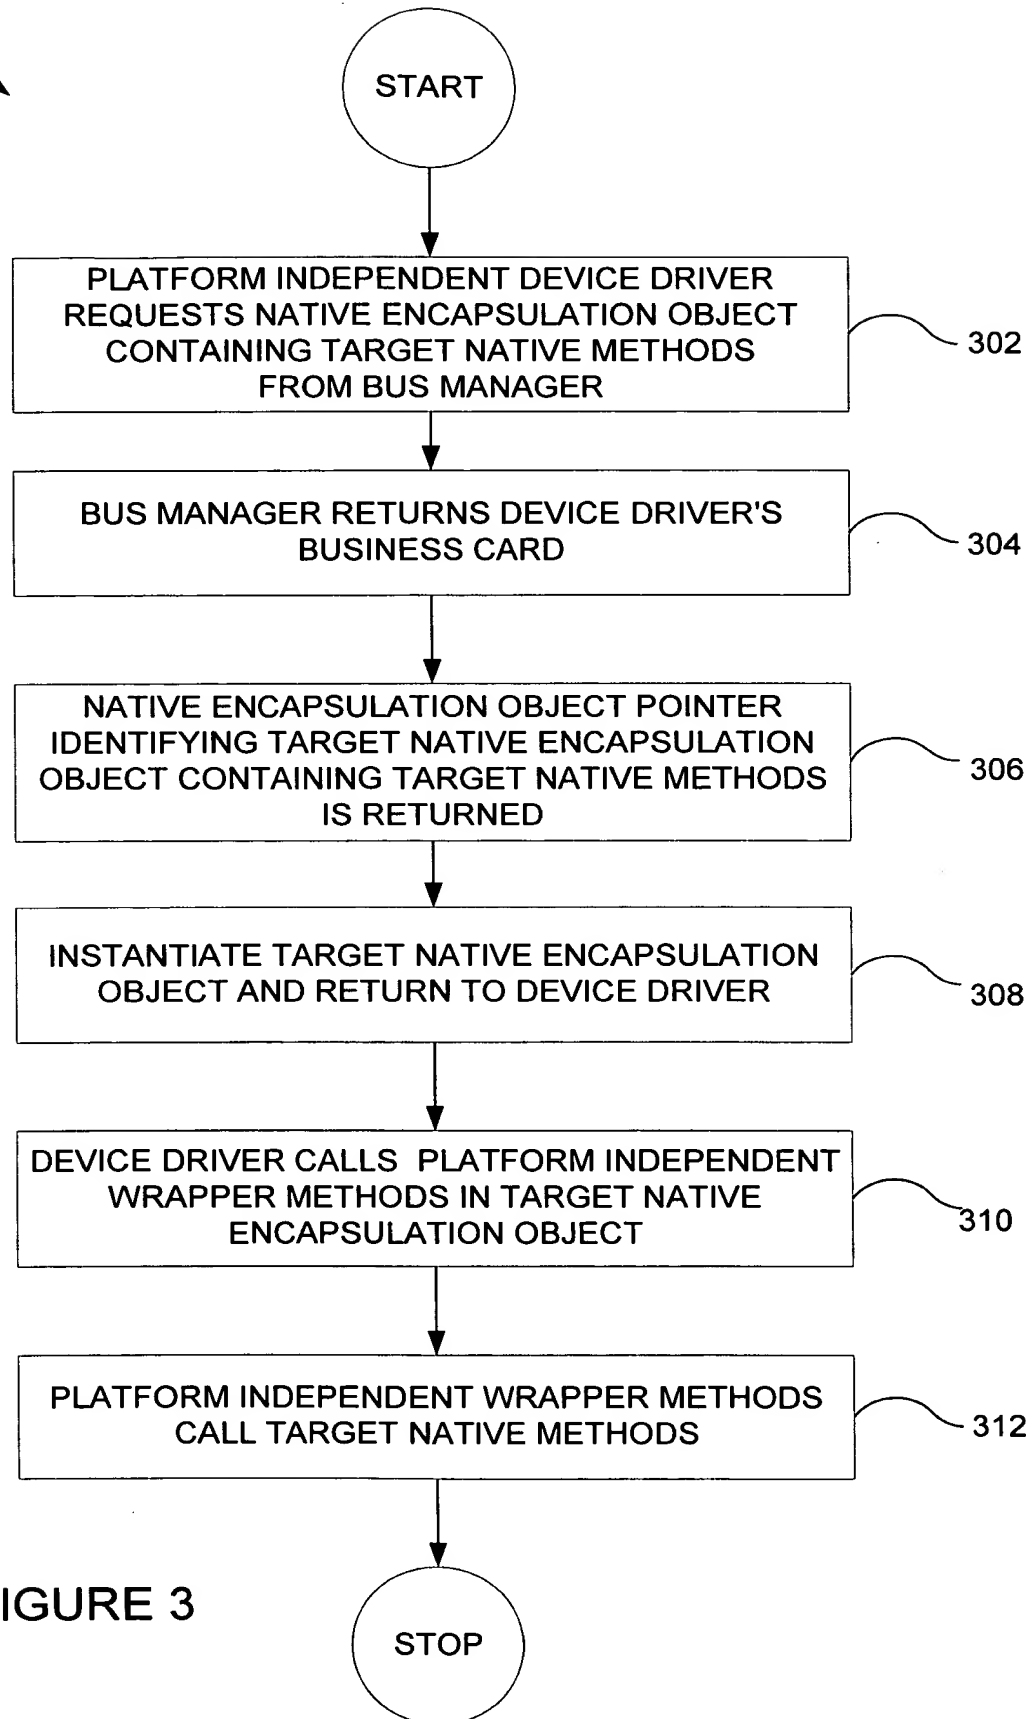 START
PLATFORM INDEPENDENT DEVICE DRIVER
REQUESTS NATIVE ENCAPSULATION OBJECT
CONTAINING TARGET NATIVE METHODS
FROM BUS MANAGER
302
BUS MANAGER RETURNS DEVICE DRIVER'S
BUSINESS CARD
304
NATIVE ENCAPSULATION OBJECT POINTER
IDENTIFYING TARGET NATIVE ENCAPSULATION
OBJECT CONTAINING TARGET NATIVE METHODS
IS RETURNED
306
INSTANTIATE TARGET NATIVE ENCAPSULATION
OBJECT AND RETURN TO DEVICE DRIVER
308
DEVICE DRIVER CALLS PLATFORM INDEPENDENT
WRAPPER METHODS IN TARGET NATIVE
ENCAPSULATION OBJECT
310
PLATFORM INDEPENDENT WRAPPER METHODS
CALL TARGET NATIVE METHODS
312
IGURE 3
STOP